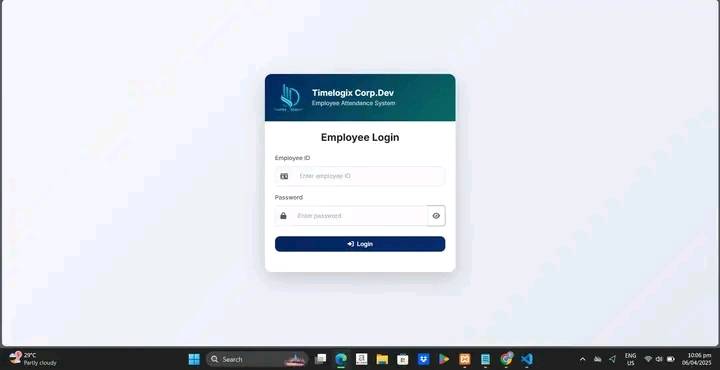 Timelogix Corp.Dev
Employee Attendance System
Employee Login
Employee ID
Enter employee ID
Password
Enter password
Login
29°C
Partly cloudy
Search
ENG
US
10:06 pm
06/04/2025